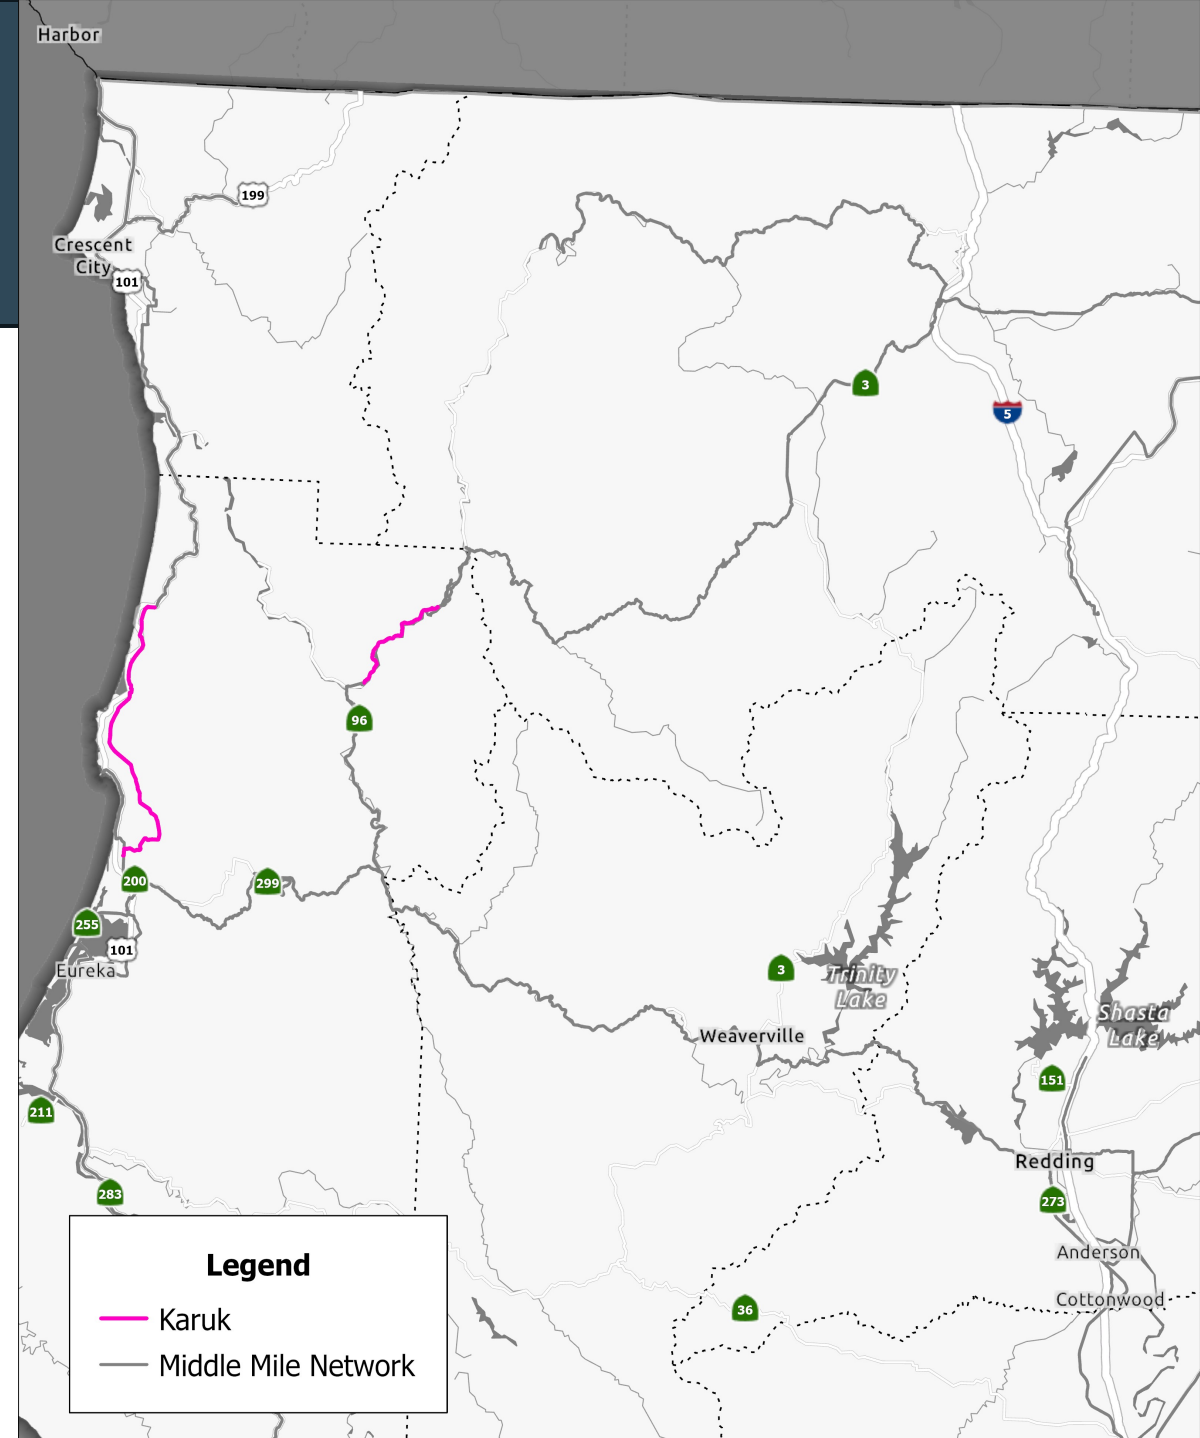 Harbor
199
Crescent
City
101
3
5
96
200
299
255
101
Eureka
3
Trinity
Lake
Shasta
Lake
Weaverville
151
211
Redding
283
273
Anderson
Cottonwood
36
Legend
Karuk
Middle Mile Network